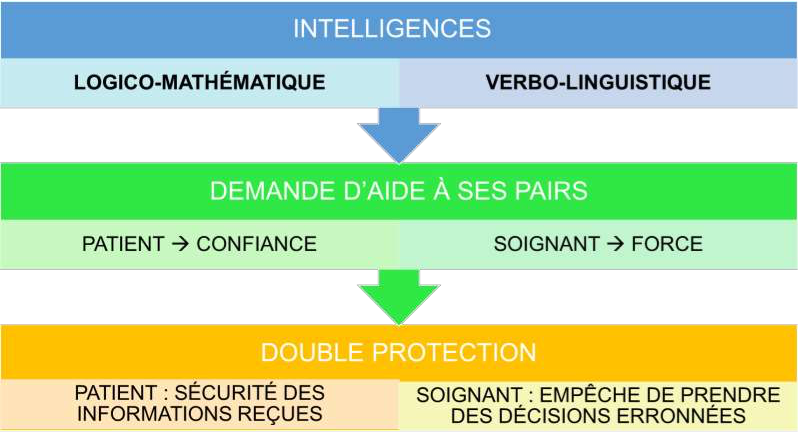 INTELLIGENCES
LOGICO-MATHÉMATIQUE
VERBO-LINGUISTIQUE
DEMANDE D’AIDE À SES PAIRS
PATIENT → CONFIANCE
SOIGNANT → FORCE
DOUBLE PROTECTION
PATIENT : SÉCURITÉ DES
INFORMATIONS REÇUES
SOIGNANT : EMPÊCHE DE PRENDRE
DES DÉCISIONS ERRONNÉES